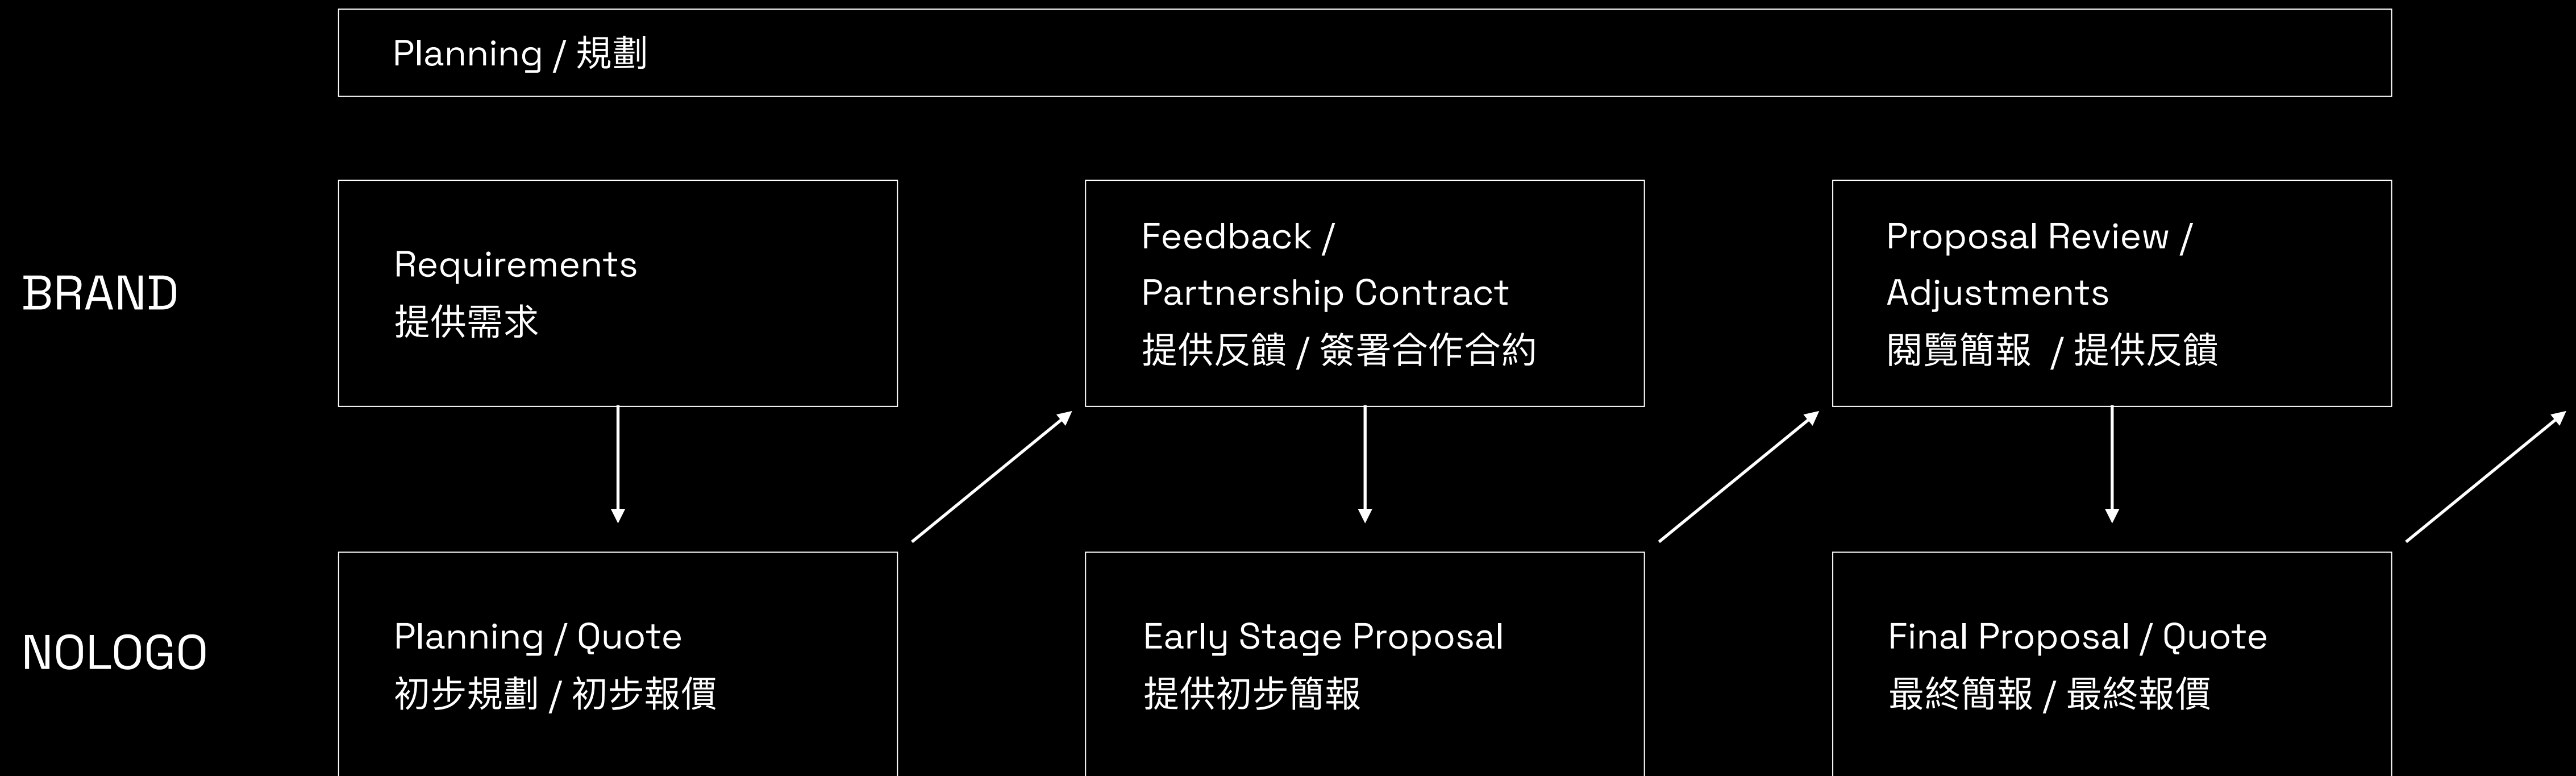 Planning / 規劃
BRAND
Requirements
提供需求
Feedback /
Partnership Contract
提供反饋 / 簽署合作合約
Proposal Review /
Adjustments
閱覽簡報 / 提供反饋
NOLOGO
Planning / Quote
初步規劃 / 初步報價
Early Stage Proposal
提供初步簡報
Final Proposal / Quote
最終簡報 / 最終報價